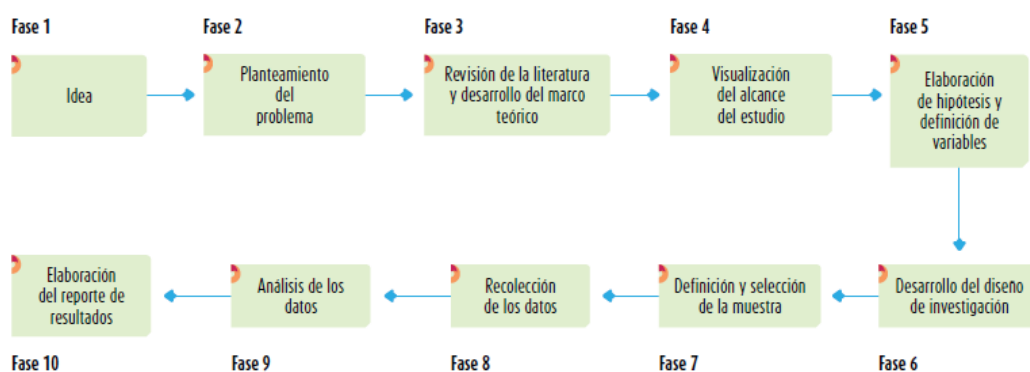 Fase 1
Fase 2
Fase 3
Fase 4
Fase 5
Idea
Planteamiento
del
problema
Revisión de la literatura
y desarrollo del marco
teórico
Visualización
del alcance
del estudio
Elaboración
de hipótesis y
definición de
variables
Desarrollo del diseño
de investigación
Definición y selección
de la muestra
Recolección
de los datos
Análisis de los
datos
Elaboración
del reporte de
resultados
Fase 10
Fase 9
Fase 8
Fase 7
Fase 6